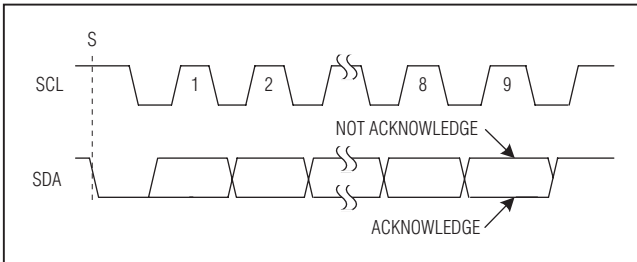 S
SCL 1 2 8 9
NOT ACKNOWLEDGE
SDA
ACKNOWLEDGE